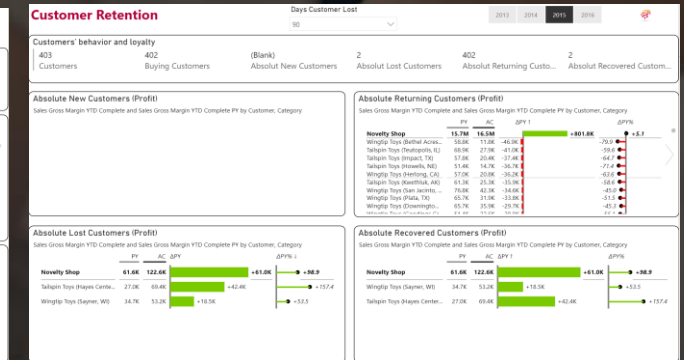 Customer Retention
Days Customer Lost
90
2013 2014 2015 2016
Customers' behavior and loyalty
403 402 (Blank) 2 402 2
Customers Buying Customers Absolut New Customers Absolut Lost Customers Absolut Returning Custo... Absolut Recovered Custom...
Absolute New Customers (Profit)
Sales Gross Margin YTD Complete and Sales Gross Margin YTD Complete PY by Customer, Category
Absolute Returning Customers (Profit)
Sales Gross Margin YTD Complete and Sales Gross Margin YTD Complete PY by Customer, Category
PY AC ΔPY ↑ ΔPY%
Novelty Shop 15.7M 16.5M +801.8K +5.1
Wingtip Toys (Bethel Acres... 58.8K 11.8K -46.9K -79.9
Tailspin Toys (Teutopolis, IL) 68.9K 27.9K -41.0K -59.6
Tailspin Toys (Impact, TX) 57.8K 20.4K -37.4K -64.7
Tailspin Toys (Howells, NE) 51.4K 14.7K -36.7K -71.4
Wingtip Toys (Herlong, CA) 57.0K 20.8K -36.2K -63.6
Tailspin Toys (Kwethluk, AK) 61.3K 25.3K -35.9K -58.6
Wingtip Toys (San Jacinto, ... 76.8K 42.3K -34.6K -45.0
Wingtip Toys (Plata, TX) 65.7K 31.9K -33.8K -51.5
Wingtip Toys (Downingto... 65.7K 35.9K -29.7K -45.3
Absolute Lost Customers (Profit)
Sales Gross Margin YTD Complete and Sales Gross Margin YTD Complete PY by Customer, Category
PY AC ΔPY ΔPY% ↓
Novelty Shop 61.6K 122.6K +61.0K +98.9
Tailspin Toys (Hayes Cente... 27.0K 69.4K +42.4K +157.4
Wingtip Toys (Sayner, WI) 34.7K 53.2K +18.5K +53.5
Absolute Recovered Customers (Profit)
Sales Gross Margin YTD Complete and Sales Gross Margin YTD Complete PY by Customer, Category
PY AC ΔPY ↑ ΔPY%
Novelty Shop 61.6K 122.6K +61.0K +98.9
Wingtip Toys (Sayner, WI) 34.7K 53.2K +18.5K +53.5
Tailspin Toys (Hayes Center... 27.0K 69.4K +42.4K +157.4